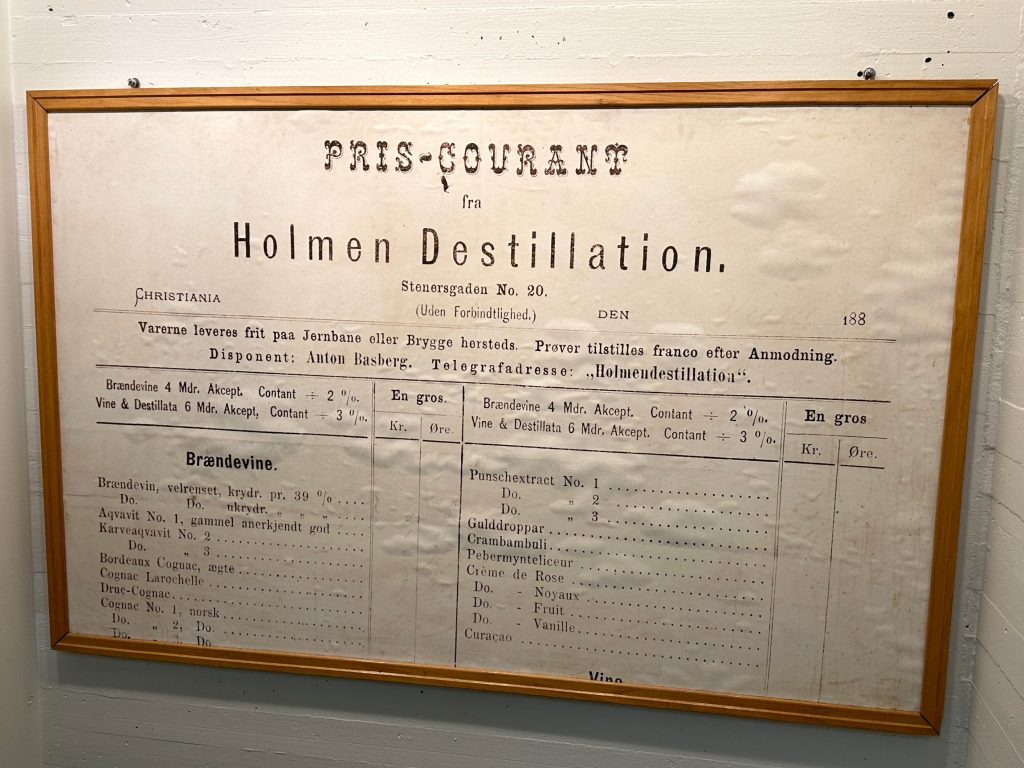 PRIS-COURANT
fra
Holmen Destillation.
Stenersgaden No. 20.
(Uden Forbindtlighed.)
CHRISTIANIA DEN 188
Varerne leveres frit paa Jernbane eller Brygge hersteds. Prøver tilstilles franco efter Anmodning.
Disponent: Anton Basberg. Telegrafadresse: „Holmendestillation“.
Brændevine 4 Mdr. Akcept. Contant ÷ 2 %.
Vine & Destillata 6 Mdr. Akcept, Contant ÷ 3 %.
En gros.
Kr. Øre.
Brændevine.
Brændevin, velrenset, krydr. pr. 39 % ....
Do. Do. ukrydr. „ „ „ ....
Aqvavit No. 1, gammel anerkjendt god ....
Karveaqvavit No. 2 ....
Do. „ 3 ....
Bordeaux Cognac, ægte ....
Cognac Larochelle ....
Druc-Cognac ....
Cognac No. 1, norsk ....
Do. „ 2, Do. ....
Do. „ 3 Do.
Brændevine 4 Mdr. Akcept. Contant ÷ 2 %.
Vine & Destillata 6 Mdr. Akcept. Contant ÷ 3 %.
En gros
Kr. Øre.
Punschextract No. 1 ....
Do. „ 2 ....
Do. „ 3 ....
Gulddroppar ....
Crambambuli ....
Pebermynteliceur ....
Crème de Rose ....
Do. - Noyaux ....
Do. - Fruit ....
Do. - Vanille ....
Curaçao ....
Vine